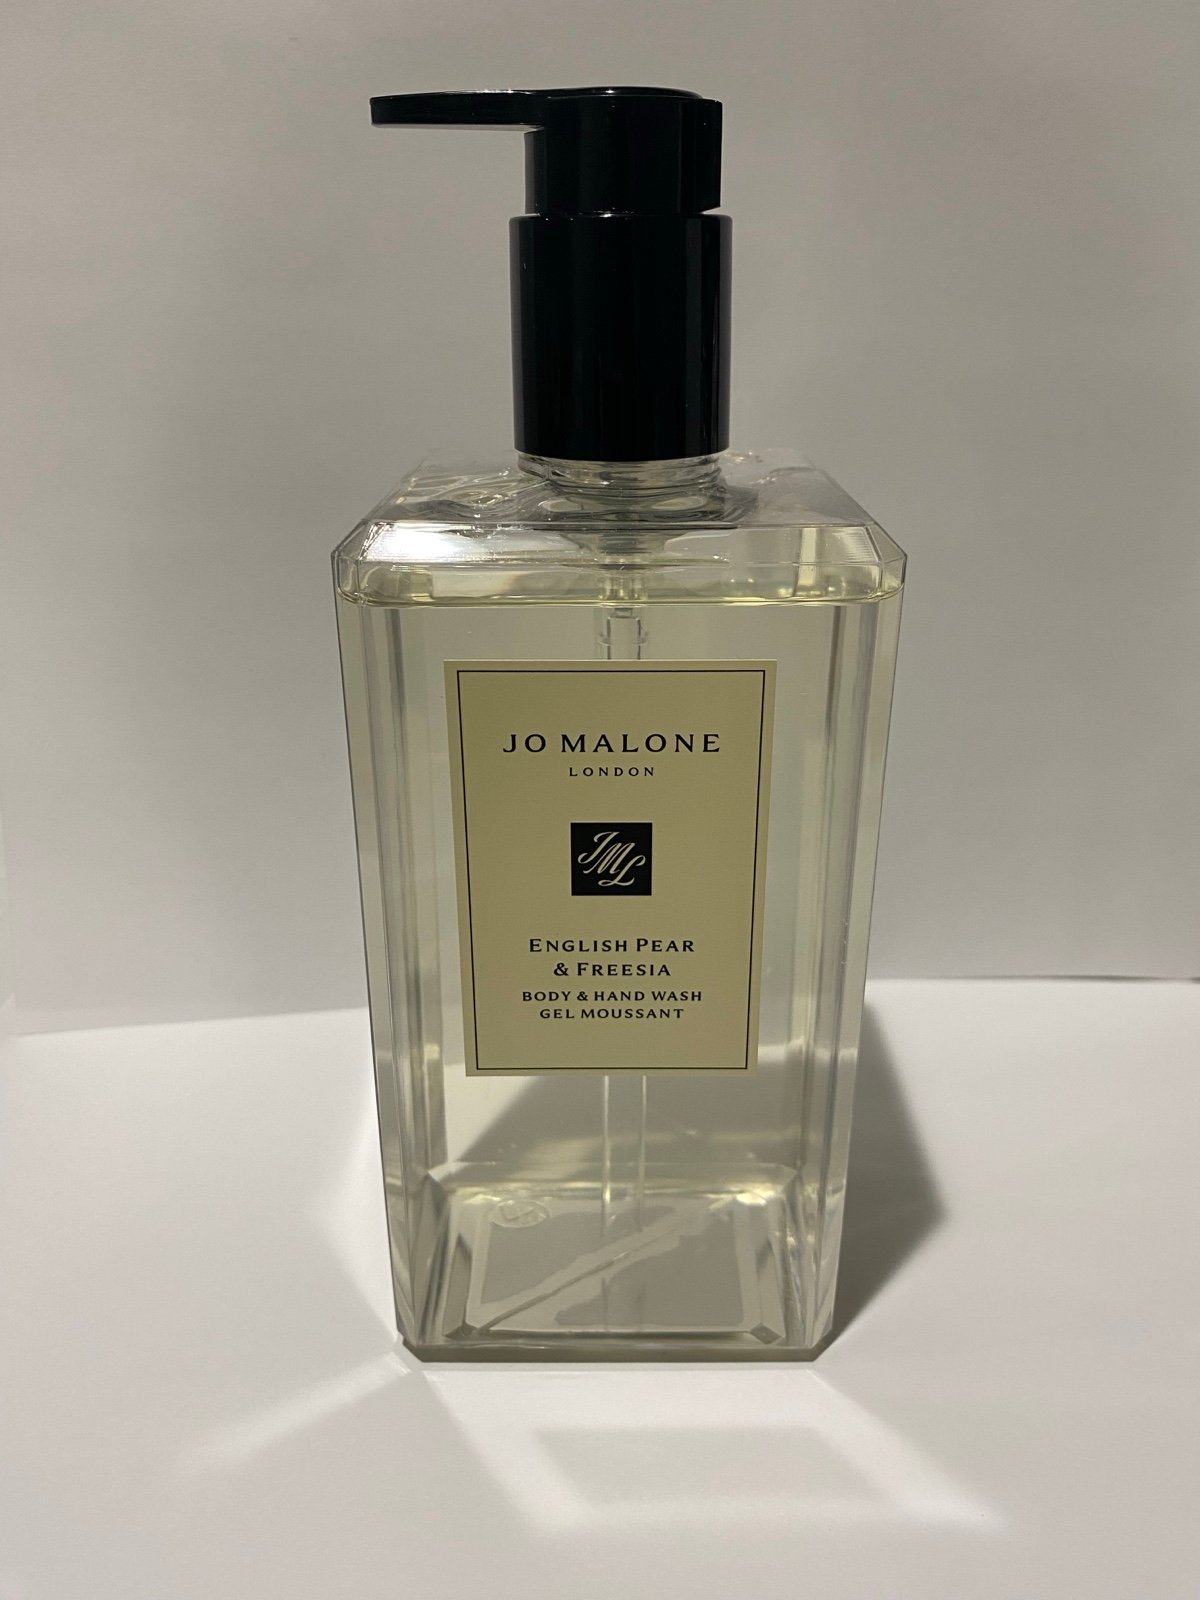 JO MALONE
LONDON
JML
ENGLISH PEAR
& FREESIA
BODY & HAND WASH
GEL MOUSSANT